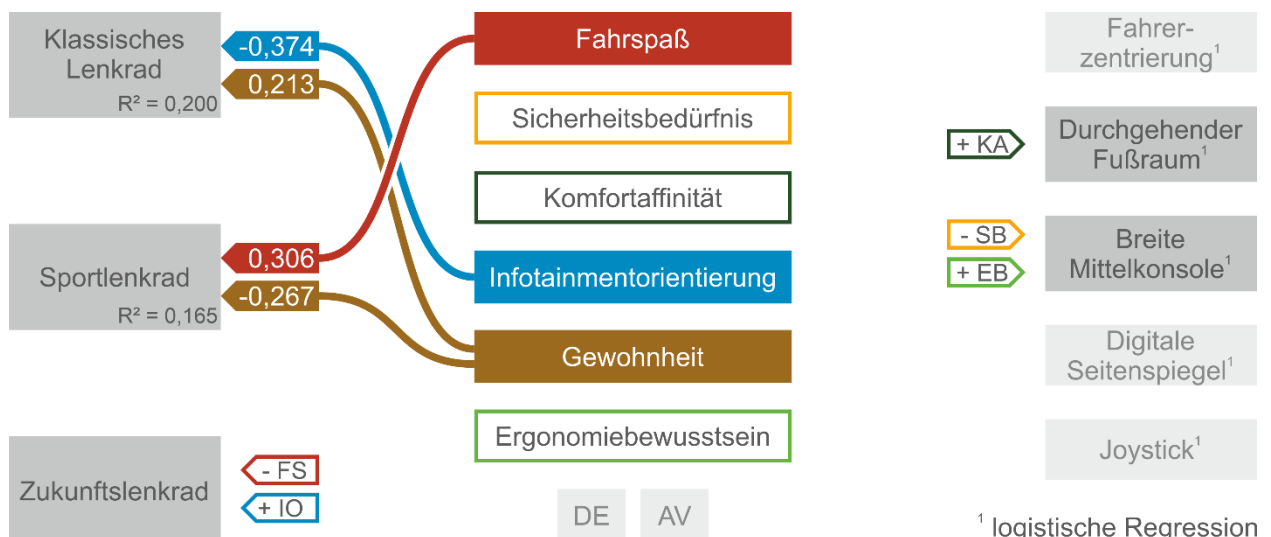 Klassisches
Lenkrad
R² = 0,200
-0,374
0,213
Sportlenkrad
R² = 0,165
0,306
-0,267
Zukunftslenkrad
- FS
+ IO
Fahrspaß
Sicherheitsbedürfnis
Komfortaffinität
Infotainmentorientierung
Gewohnheit
Ergonomiebewusstsein
DE
AV
Fahrer-
zentrierung¹
+ KA
Durchgehender
Fußraum¹
- SB
+ EB
Breite
Mittelkonsole¹
Digitale
Seitenspiegel¹
Joystick¹
¹ logistische Regression